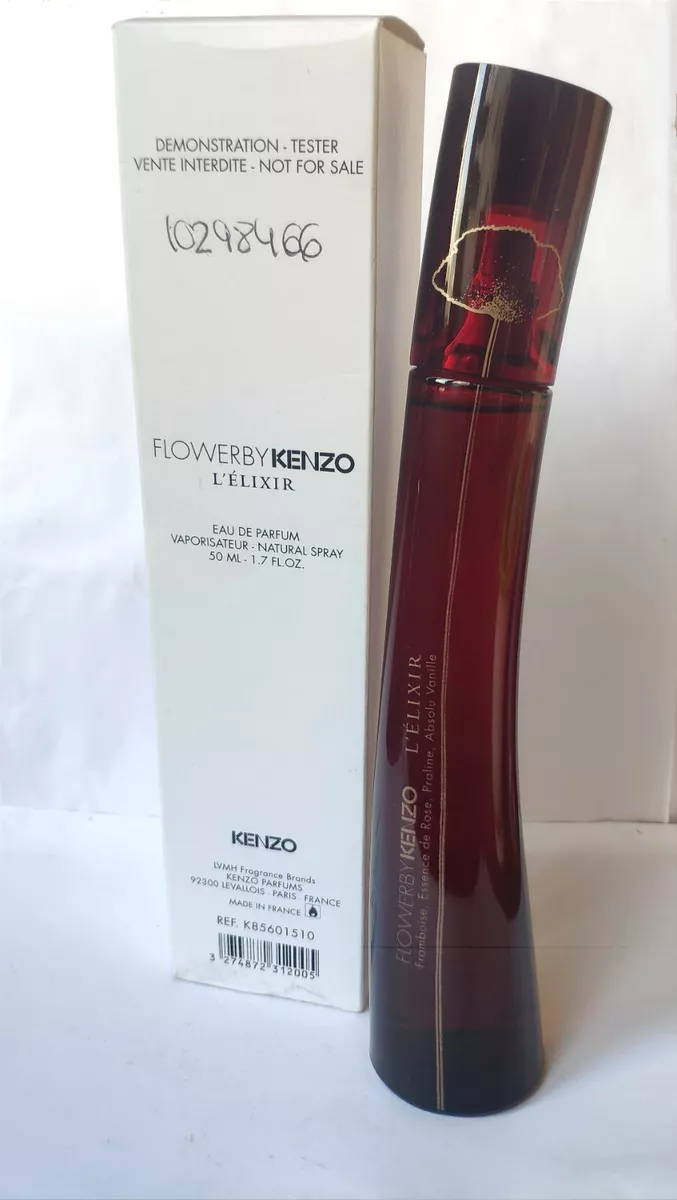 DEMONSTRATION - TESTER
VENTE INTERDITE - NOT FOR SALE
10298466
FLOWERBYKENZO
L'ÉLIXIR
EAU DE PARFUM
VAPORISATEUR - NATURAL SPRAY
50 ML - 1.7 FL.OZ.
KENZO
LVMH Fragrance Brands
KENZO PARFUMS
92300 LEVALLOIS - PARIS FRANCE
MADE IN FRANCE
REF. K85601510
3 274872 312005
FLOWERBYKENZO L'ÉLIXIR
Framboise, Essence de Rose, Praline, Absolu Vanille